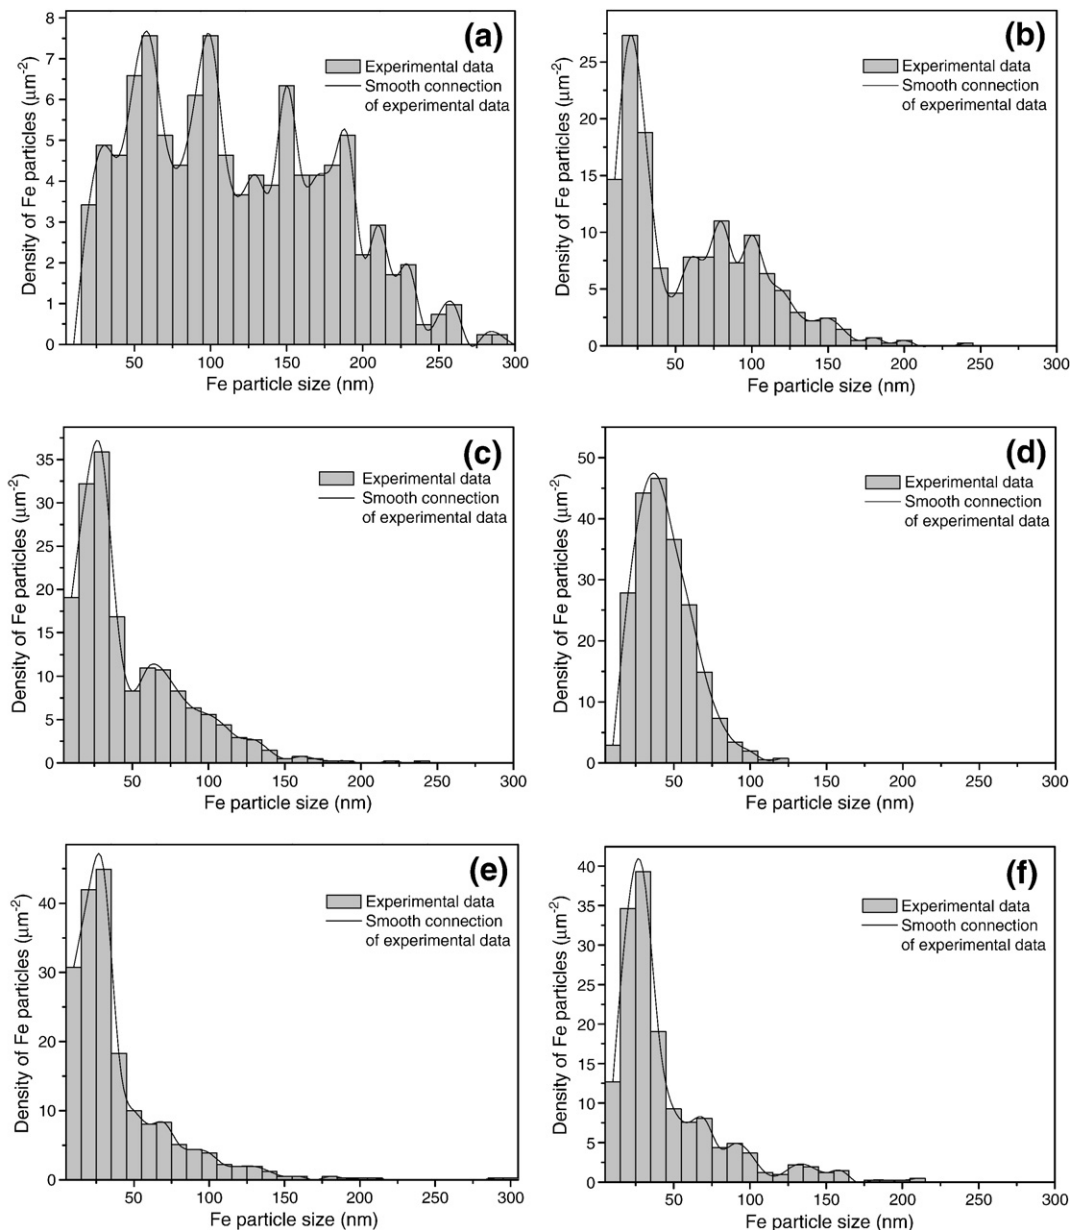 (a)
Experimental data
Smooth connection
of experimental data
Density of Fe particles (μm⁻²)
8
7
6
5
4
3
2
1
0
50 100 150 200 250 300
Fe particle size (nm)
(b)
Experimental data
Smooth connection
of experimental data
Density of Fe particles (μm⁻²)
25
20
15
10
5
0
50 100 150 200 250 300
Fe particle size (nm)
(c)
Experimental data
Smooth connection
of experimental data
Density of Fe particles (μm⁻²)
35
30
25
20
15
10
5
0
50 100 150 200 250 300
Fe particle size (nm)
(d)
Experimental data
Smooth connection
of experimental data
Density of Fe particles (μm⁻²)
50
40
30
20
10
0
50 100 150 200 250 300
Fe particle size (nm)
(e)
Experimental data
Smooth connection
of experimental data
Density of Fe particles (μm⁻²)
40
30
20
10
0
50 100 150 200 250 300
Fe particle size (nm)
(f)
Experimental data
Smooth connection
of experimental data
Density of Fe particles (μm⁻²)
40
35
30
25
20
15
10
5
0
50 100 150 200 250 300
Fe particle size (nm)